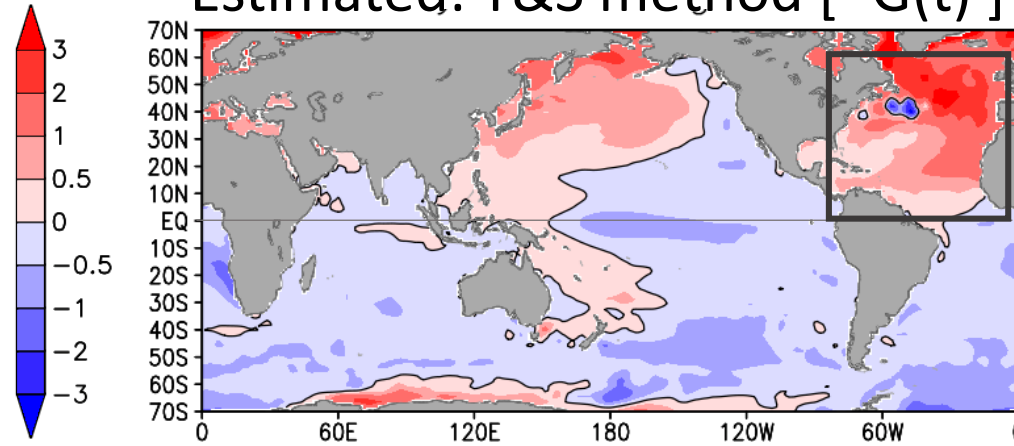 Estimated: T&S method [ G(t) ]
3
2
1
0.5
0
−0.5
−1
−2
−3
70N
60N
50N
40N
30N
20N
10N
EQ
10S
20S
30S
40S
50S
60S
70S
0 60E 120E 180 120W 60W